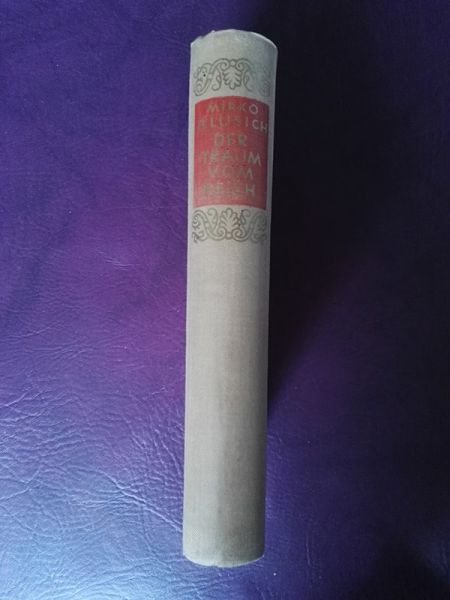 MIRKO
JELUSICH
DER
TRAUM
VOM
REICH